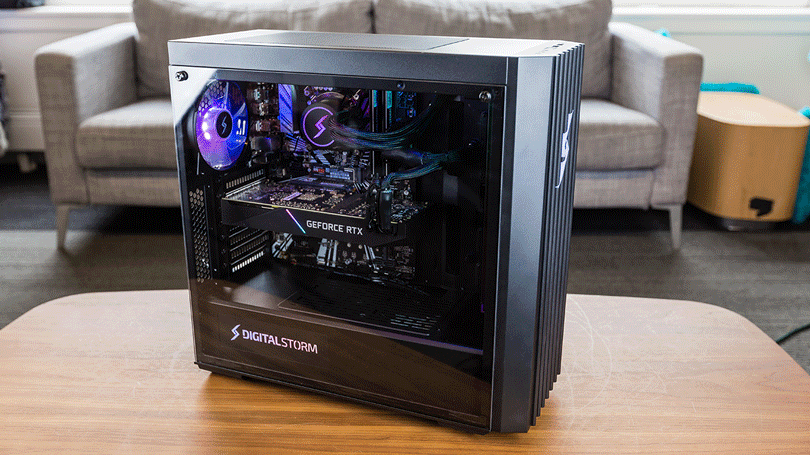 GEFORCE RTX
DIGITALSTORM